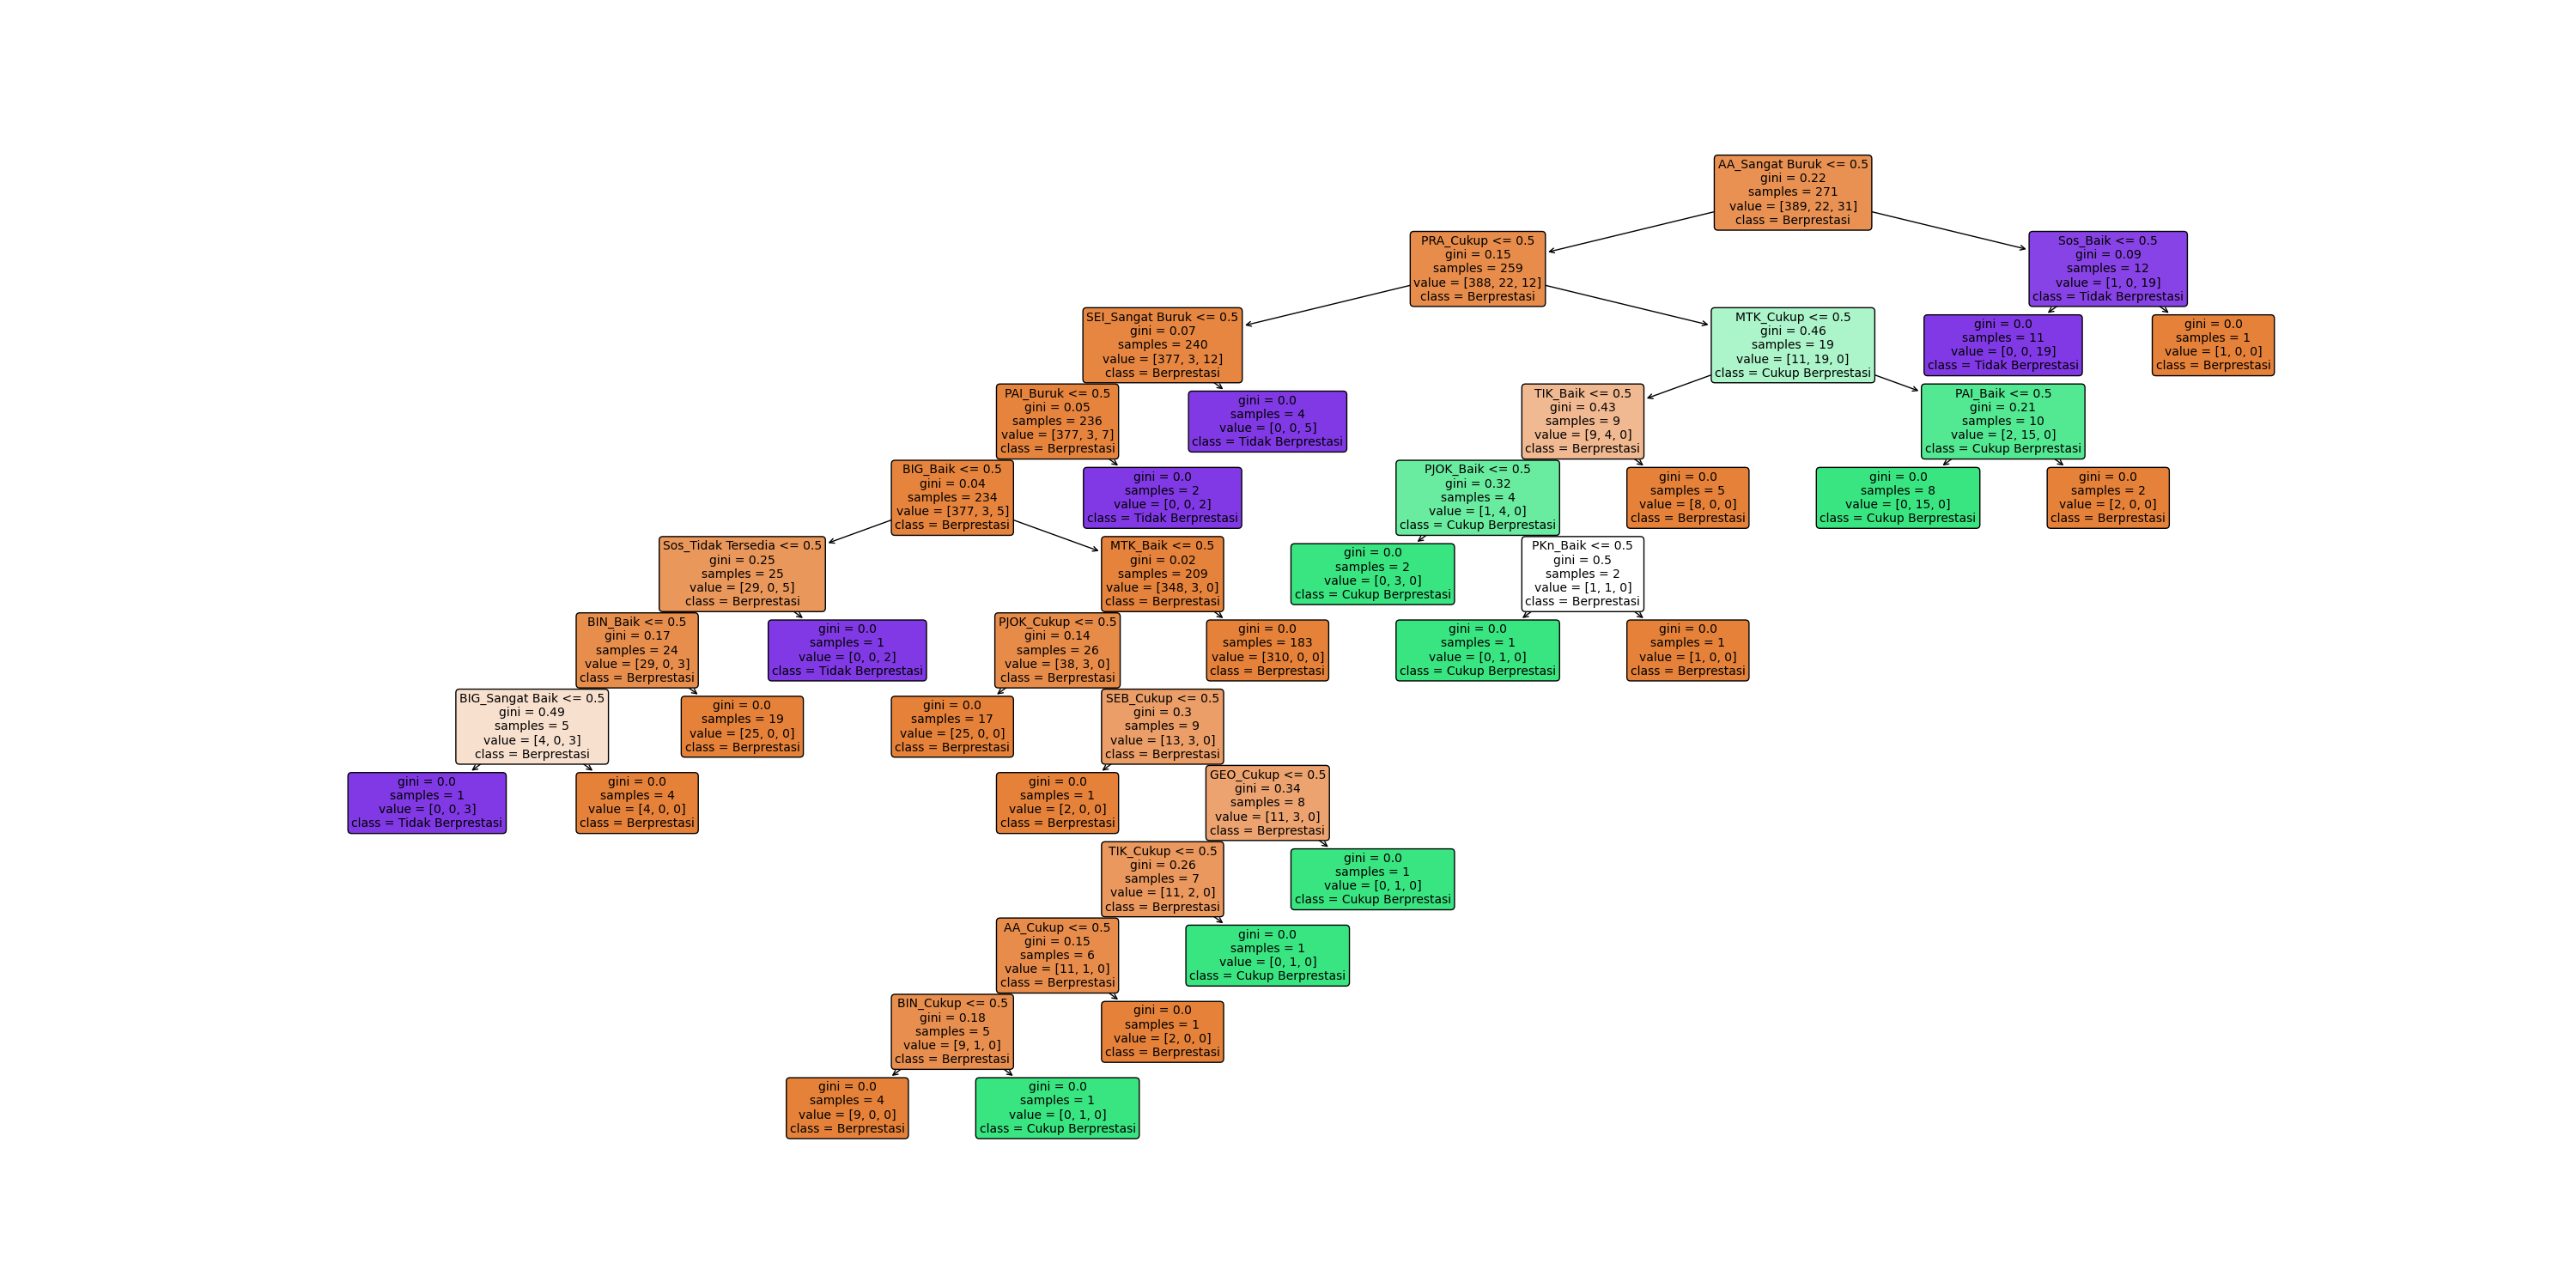 AA_Sangat Buruk <= 0.5
gini = 0.22
samples = 271
value = [389, 22, 31]
class = Berprestasi
PRA_Cukup <= 0.5
gini = 0.15
samples = 259
value = [388, 22, 12]
class = Berprestasi
Sos_Baik <= 0.5
gini = 0.09
samples = 12
value = [1, 0, 19]
class = Tidak Berprestasi
SEI_Sangat Buruk <= 0.5
gini = 0.07
samples = 240
value = [377, 3, 12]
class = Berprestasi
MTK_Cukup <= 0.5
gini = 0.46
samples = 19
value = [11, 19, 0]
class = Cukup Berprestasi
gini = 0.0
samples = 11
value = [0, 0, 19]
class = Tidak Berprestasi
gini = 0.0
samples = 1
value = [1, 0, 0]
class = Berprestasi
PAI_Buruk <= 0.5
gini = 0.05
samples = 236
value = [377, 3, 7]
class = Berprestasi
gini = 0.0
samples = 4
value = [0, 0, 5]
class = Tidak Berprestasi
TIK_Baik <= 0.5
gini = 0.43
samples = 9
value = [9, 4, 0]
class = Berprestasi
PAI_Baik <= 0.5
gini = 0.21
samples = 10
value = [2, 15, 0]
class = Cukup Berprestasi
BIG_Baik <= 0.5
gini = 0.04
samples = 234
value = [377, 3, 5]
class = Berprestasi
gini = 0.0
samples = 2
value = [0, 0, 2]
class = Tidak Berprestasi
PJOK_Baik <= 0.5
gini = 0.32
samples = 4
value = [1, 4, 0]
class = Cukup Berprestasi
gini = 0.0
samples = 5
value = [8, 0, 0]
class = Berprestasi
gini = 0.0
samples = 8
value = [0, 15, 0]
class = Cukup Berprestasi
gini = 0.0
samples = 2
value = [2, 0, 0]
class = Berprestasi
Sos_Tidak Tersedia <= 0.5
gini = 0.25
samples = 25
value = [29, 0, 5]
class = Berprestasi
MTK_Baik <= 0.5
gini = 0.02
samples = 209
value = [348, 3, 0]
class = Berprestasi
gini = 0.0
samples = 2
value = [0, 3, 0]
class = Cukup Berprestasi
PKn_Baik <= 0.5
gini = 0.5
samples = 2
value = [1, 1, 0]
class = Berprestasi
BIN_Baik <= 0.5
gini = 0.17
samples = 24
value = [29, 0, 3]
class = Berprestasi
gini = 0.0
samples = 1
value = [0, 0, 2]
class = Tidak Berprestasi
PJOK_Cukup <= 0.5
gini = 0.14
samples = 26
value = [38, 3, 0]
class = Berprestasi
gini = 0.0
samples = 183
value = [310, 0, 0]
class = Berprestasi
gini = 0.0
samples = 1
value = [0, 1, 0]
class = Cukup Berprestasi
gini = 0.0
samples = 1
value = [1, 0, 0]
class = Berprestasi
BIG_Sangat Baik <= 0.5
gini = 0.49
samples = 5
value = [4, 0, 3]
class = Berprestasi
gini = 0.0
samples = 19
value = [25, 0, 0]
class = Berprestasi
gini = 0.0
samples = 17
value = [25, 0, 0]
class = Berprestasi
SEB_Cukup <= 0.5
gini = 0.3
samples = 9
value = [13, 3, 0]
class = Berprestasi
gini = 0.0
samples = 1
value = [0, 0, 3]
class = Tidak Berprestasi
gini = 0.0
samples = 4
value = [4, 0, 0]
class = Berprestasi
gini = 0.0
samples = 1
value = [2, 0, 0]
class = Berprestasi
GEO_Cukup <= 0.5
gini = 0.34
samples = 8
value = [11, 3, 0]
class = Berprestasi
TIK_Cukup <= 0.5
gini = 0.26
samples = 7
value = [11, 2, 0]
class = Berprestasi
gini = 0.0
samples = 1
value = [0, 1, 0]
class = Cukup Berprestasi
AA_Cukup <= 0.5
gini = 0.15
samples = 6
value = [11, 1, 0]
class = Berprestasi
gini = 0.0
samples = 1
value = [0, 1, 0]
class = Cukup Berprestasi
BIN_Cukup <= 0.5
gini = 0.18
samples = 5
value = [9, 1, 0]
class = Berprestasi
gini = 0.0
samples = 1
value = [2, 0, 0]
class = Berprestasi
gini = 0.0
samples = 4
value = [9, 0, 0]
class = Berprestasi
gini = 0.0
samples = 1
value = [0, 1, 0]
class = Cukup Berprestasi